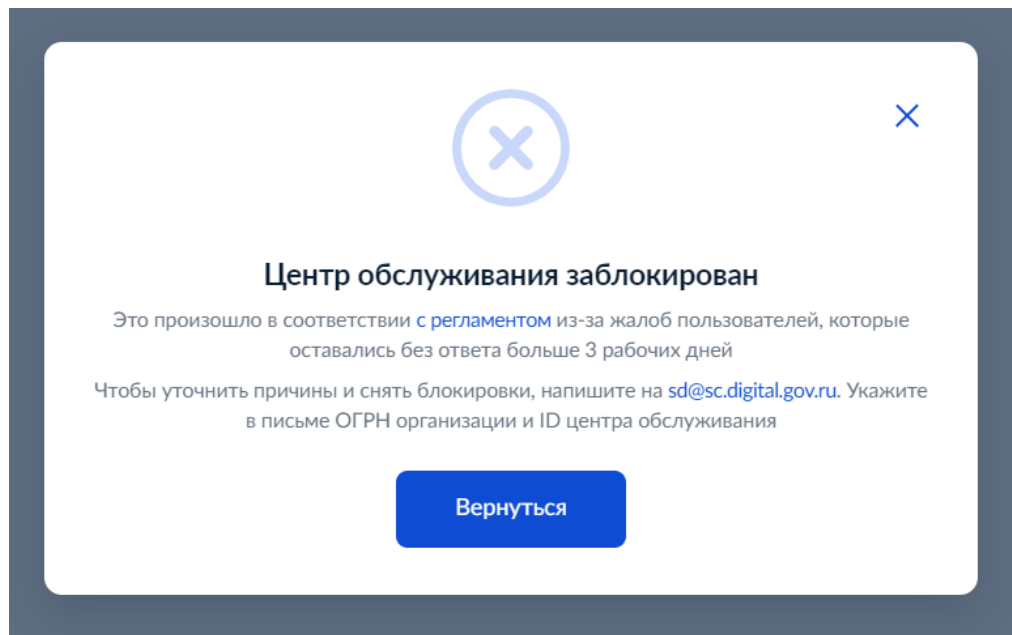 Центр обслуживания заблокирован
Это произошло в соответствии с регламентом из-за жалоб пользователей, которые
оставались без ответа больше 3 рабочих дней
Чтобы уточнить причины и снять блокировки, напишите на sd@sc.digital.gov.ru. Укажите
в письме ОГРН организации и ID центра обслуживания
Вернуться